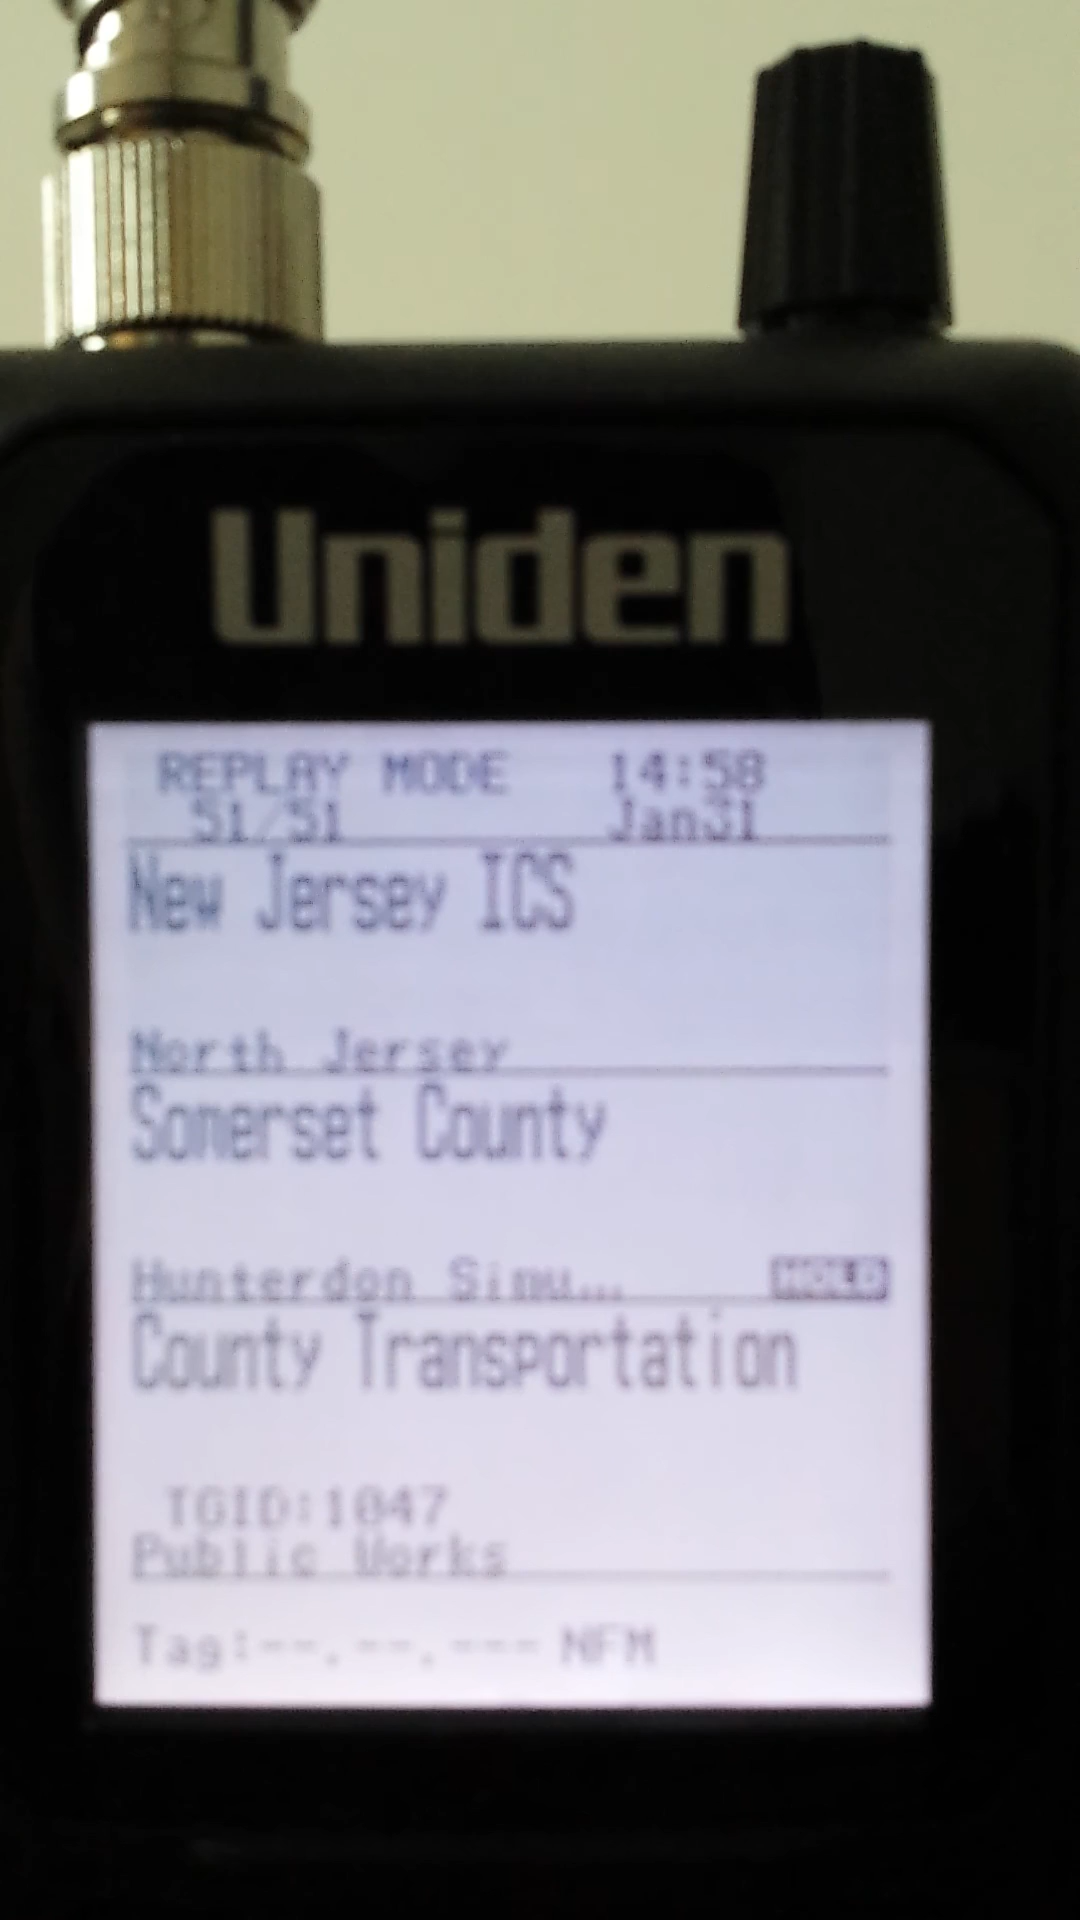 Uniden
REPLAY MODE 14:58
51/51 Jan31
New Jersey ICS
North Jersey
Somerset County
Hunterdon Simu... HOLD
County Transportation
TGID:1047
Public Works
Tag:--.--.--- NFM